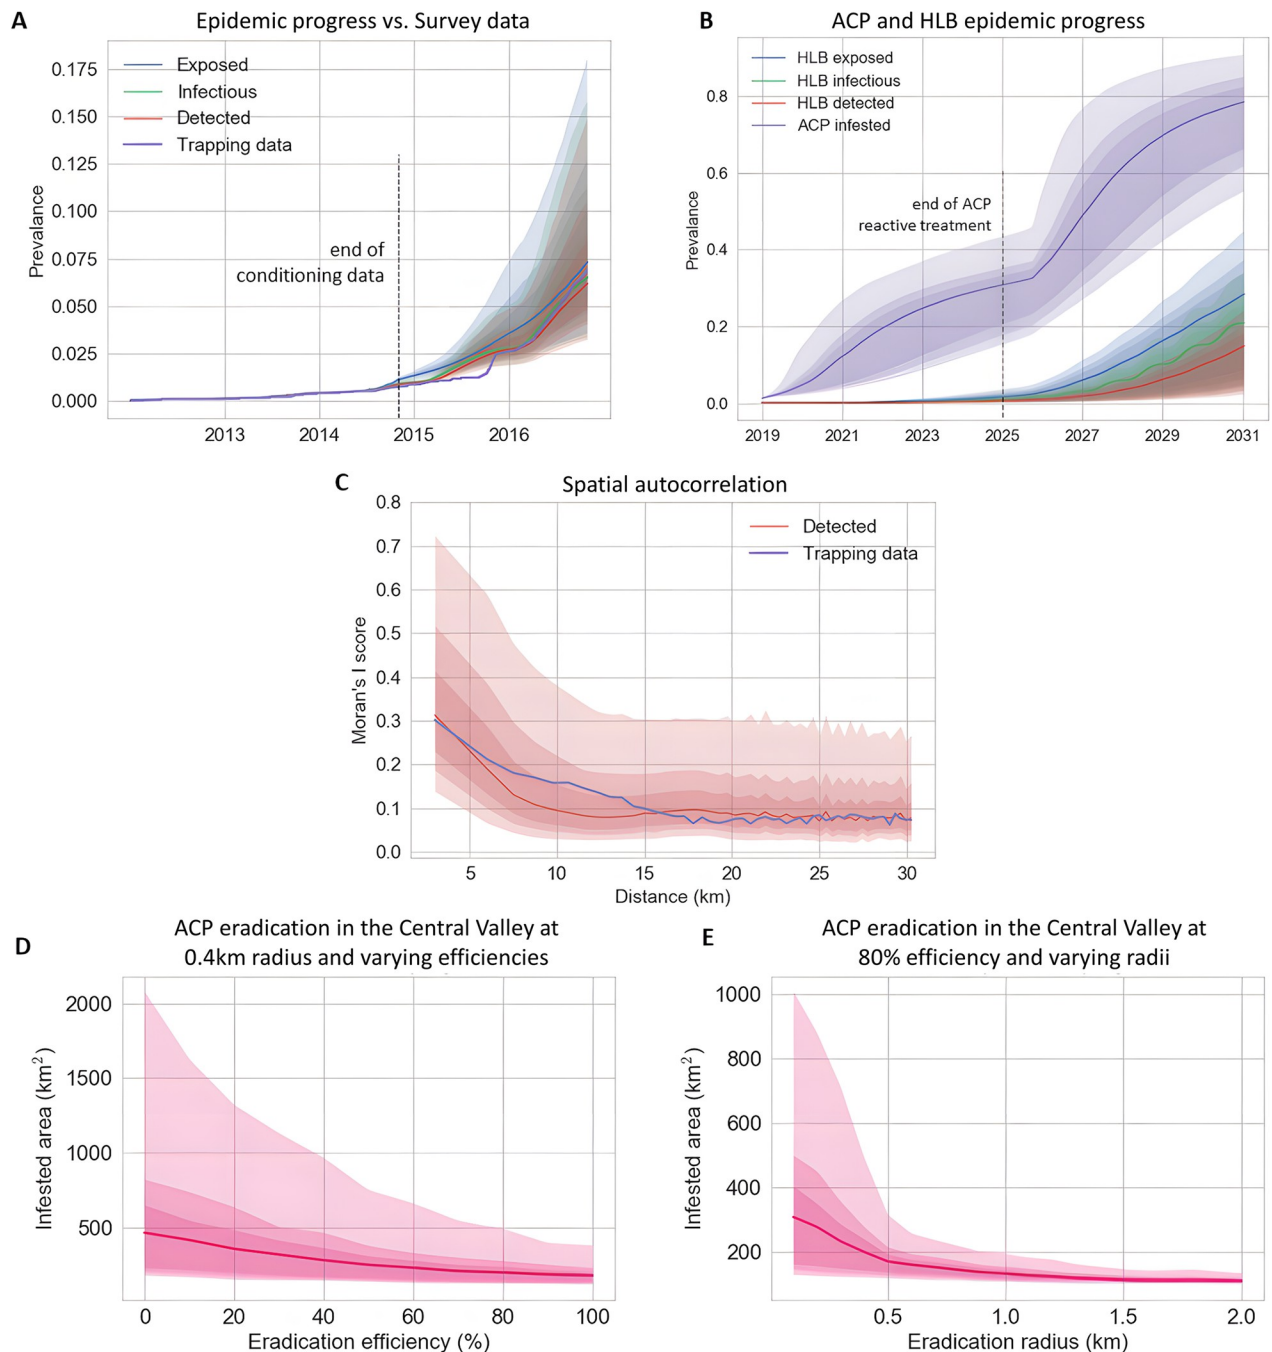 A
Epidemic progress vs. Survey data
Prevalance
0.175
0.150
0.125
0.100
0.075
0.050
0.025
0.000
Exposed
Infectious
Detected
Trapping data
end of
conditioning data
2013
2014
2015
2016
B
ACP and HLB epidemic progress
Prevalance
0.8
0.6
0.4
0.2
0.0
HLB exposed
HLB infectious
HLB detected
ACP infested
end of ACP
reactive treatment
2019
2021
2023
2025
2027
2029
2031
C
Spatial autocorrelation
Moran's I score
0.8
0.7
0.6
0.5
0.4
0.3
0.2
0.1
0.0
Detected
Trapping data
5
10
15
20
25
30
Distance (km)
D
ACP eradication in the Central Valley at
0.4km radius and varying efficiencies
Infested area (km²)
2000
1500
1000
500
0
20
40
60
80
100
Eradication efficiency (%)
E
ACP eradication in the Central Valley at
80% efficiency and varying radii
Infested area (km²)
1000
800
600
400
200
0.5
1.0
1.5
2.0
Eradication radius (km)